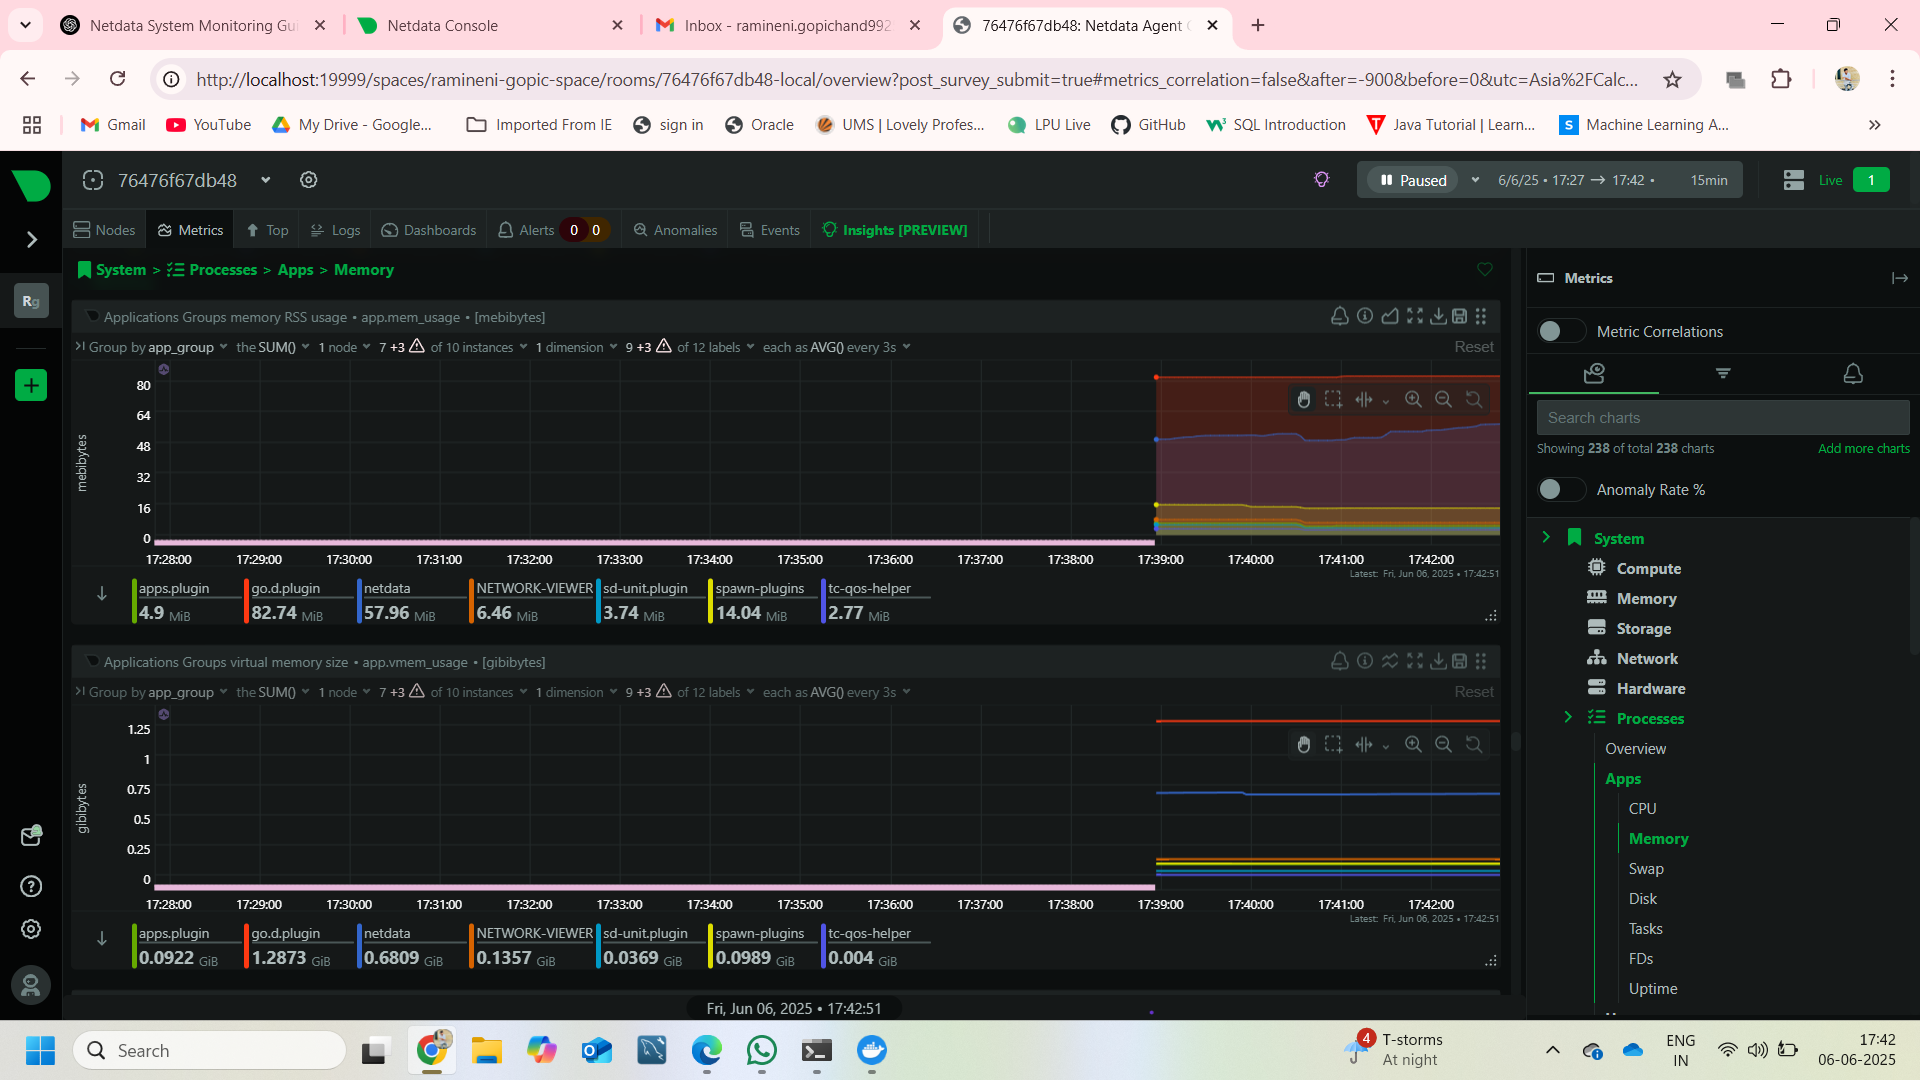 Netdata System Monitoring Gui
Netdata Console
Inbox - ramineni.gopichand992
76476f67db48: Netdata Agent C
http://localhost:19999/spaces/ramineni-gopic-space/rooms/76476f67db48-local/overview?post_survey_submit=true#metrics_correlation=false&after=-900&before=0&utc=Asia%2FCalc...
Gmail YouTube My Drive - Google... Imported From IE sign in Oracle UMS | Lovely Profes... LPU Live GitHub SQL Introduction Java Tutorial | Learn... Machine Learning A...
76476f67db48 Paused 6/6/25 • 17:27 → 17:42 • 15min Live 1
Nodes Metrics Top Logs Dashboards Alerts 0 0 Anomalies Events Insights [PREVIEW]
System > Processes > Apps > Memory
Rg
Applications Groups memory RSS usage • app.mem_usage • [mebibytes]
Group by app_group the SUM() 1 node 7 +3 of 10 instances 1 dimension 9 +3 of 12 labels each as AVG() every 3s Reset
mebibytes
80
64
48
32
16
0
17:28:00 17:29:00 17:30:00 17:31:00 17:32:00 17:33:00 17:34:00 17:35:00 17:36:00 17:37:00 17:38:00 17:39:00 17:40:00 17:41:00 17:42:00
Latest: Fri, Jun 06, 2025 • 17:42:51
apps.plugin go.d.plugin netdata NETWORK-VIEWER sd-unit.plugin spawn-plugins tc-qos-helper
4.9 MiB 82.74 MiB 57.96 MiB 6.46 MiB 3.74 MiB 14.04 MiB 2.77 MiB
Applications Groups virtual memory size • app.vmem_usage • [gibibytes]
Group by app_group the SUM() 1 node 7 +3 of 10 instances 1 dimension 9 +3 of 12 labels each as AVG() every 3s Reset
gibibytes
1.25
1
0.75
0.5
0.25
0
17:28:00 17:29:00 17:30:00 17:31:00 17:32:00 17:33:00 17:34:00 17:35:00 17:36:00 17:37:00 17:38:00 17:39:00 17:40:00 17:41:00 17:42:00
Latest: Fri, Jun 06, 2025 • 17:42:51
apps.plugin go.d.plugin netdata NETWORK-VIEWER sd-unit.plugin spawn-plugins tc-qos-helper
0.0922 GiB 1.2873 GiB 0.6809 GiB 0.1357 GiB 0.0369 GiB 0.0989 GiB 0.004 GiB
Fri, Jun 06, 2025 • 17:42:51
Metrics
Metric Correlations
Search charts
Showing 238 of total 238 charts Add more charts
Anomaly Rate %
System
Compute
Memory
Storage
Network
Hardware
Processes
Overview
Apps
CPU
Memory
Swap
Disk
Tasks
FDs
Uptime
Search
4 T-storms
At night
ENG
IN
17:42
06-06-2025